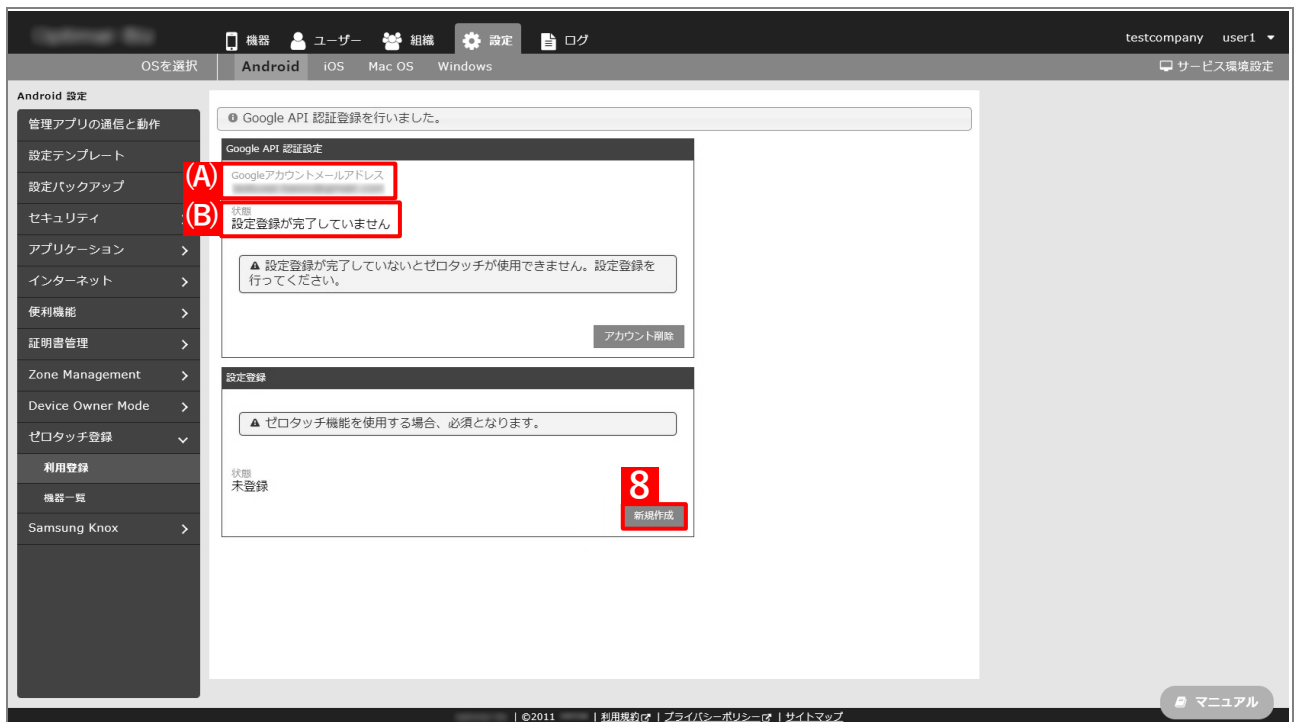 機器 ユーザー 組織 設定 ログ testcompany user1
OSを選択 Android iOS Mac OS Windows サービス環境設定
Android 設定
管理アプリの通信と動作
設定テンプレート
設定バックアップ
セキュリティ
アプリケーション
インターネット
便利機能
証明書管理
Zone Management
Device Owner Mode
ゼロタッチ登録
利用登録
機器一覧
Samsung Knox
Google API 認証登録を行いました。
Google API 認証設定
(A) Googleアカウントメールアドレス
(B) 状態
設定登録が完了していません
設定登録が完了していないとゼロタッチが使用できません。設定登録を
行ってください。
アカウント削除
設定登録
ゼロタッチ機能を使用する場合、必須となります。
状態
未登録
8
新規作成
マニュアル
| ©2011 | 利用規約 | プライバシーポリシー | サイトマップ